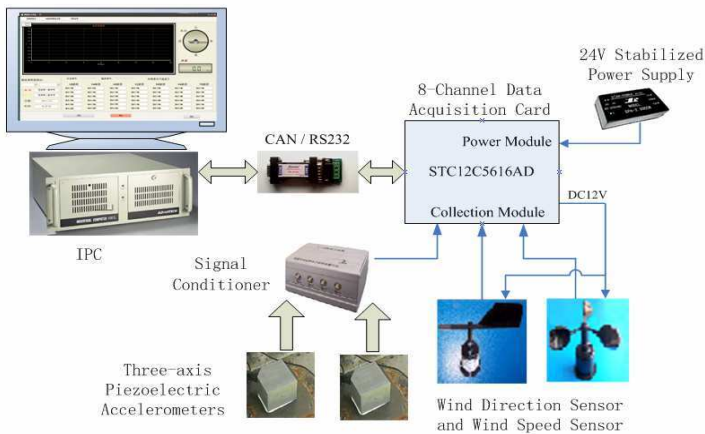 24V Stabilized
Power Supply
8-Channel Data
Acquisition Card
Power Module
STC12C5616AD
Collection Module
DC12V
CAN / RS232
IPC
Signal
Conditioner
Three-axis
Piezoelectric
Accelerometers
Wind Direction Sensor
and Wind Speed Sensor